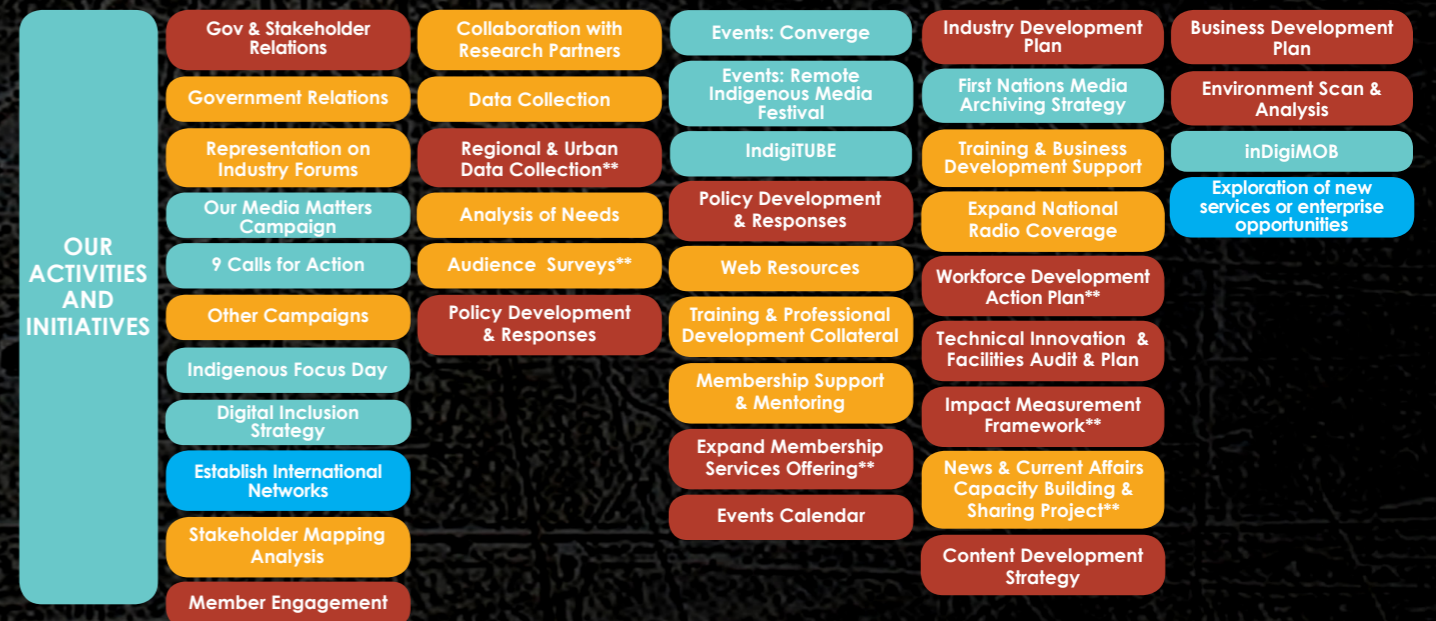 OUR
ACTIVITIES
AND
INITIATIVES
Gov & Stakeholder
Relations
Government Relations
Representation on
Industry Forums
Our Media Matters
Campaign
9 Calls for Action
Other Campaigns
Indigenous Focus Day
Digital Inclusion
Strategy
Establish International
Networks
Stakeholder Mapping
Analysis
Member Engagement
Collaboration with
Research Partners
Data Collection
Regional & Urban
Data Collection**
Analysis of Needs
Audience Surveys**
Policy Development
& Responses
Events: Converge
Events: Remote
Indigenous Media
Festival
IndigiTUBE
Policy Development
& Responses
Web Resources
Training & Professional
Development Collateral
Membership Support
& Mentoring
Expand Membership
Services Offering**
Events Calendar
Industry Development
Plan
First Nations Media
Archiving Strategy
Training & Business
Development Support
Expand National
Radio Coverage
Workforce Development
Action Plan**
Technical Innovation &
Facilities Audit & Plan
Impact Measurement
Framework**
News & Current Affairs
Capacity Building &
Sharing Project**
Content Development
Strategy
Business Development
Plan
Environment Scan &
Analysis
inDigiMOB
Exploration of new
services or enterprise
opportunities